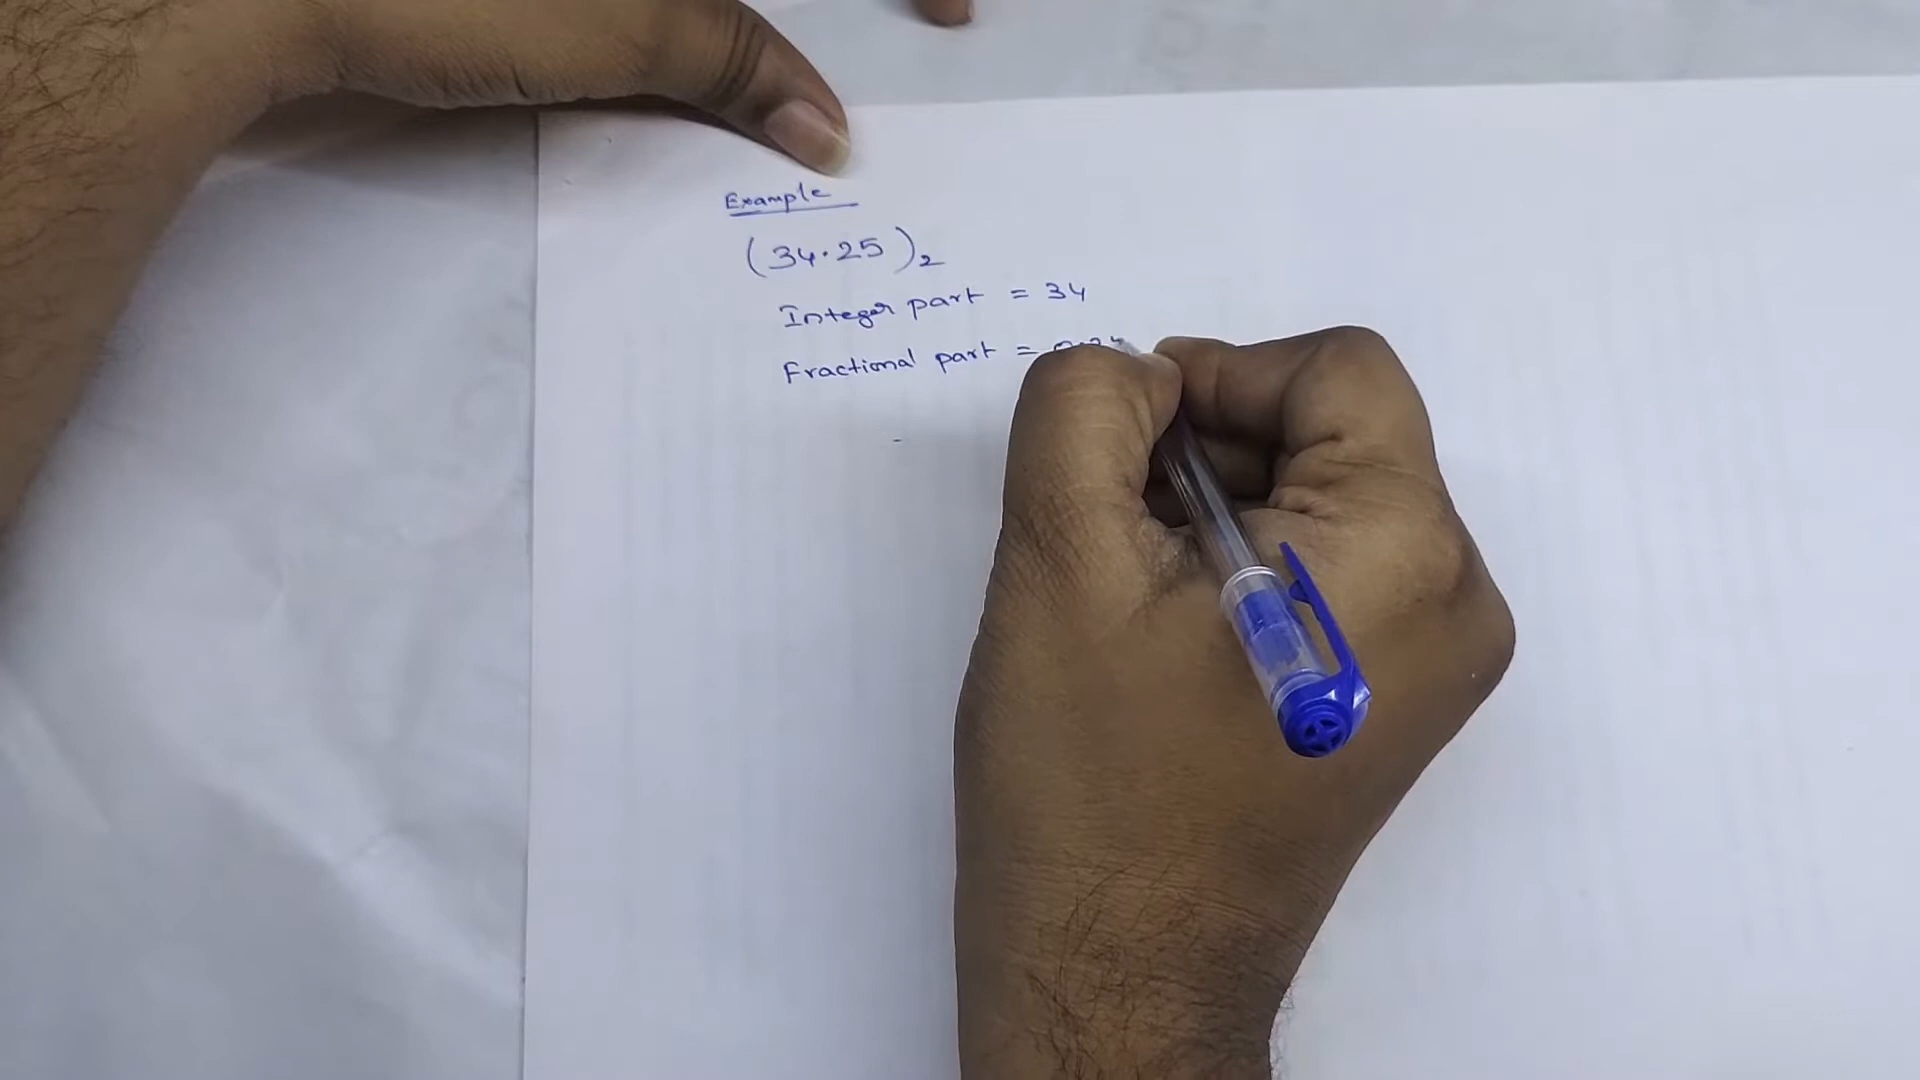 Example
(34.25)2
Integer part = 34
Fractional part =